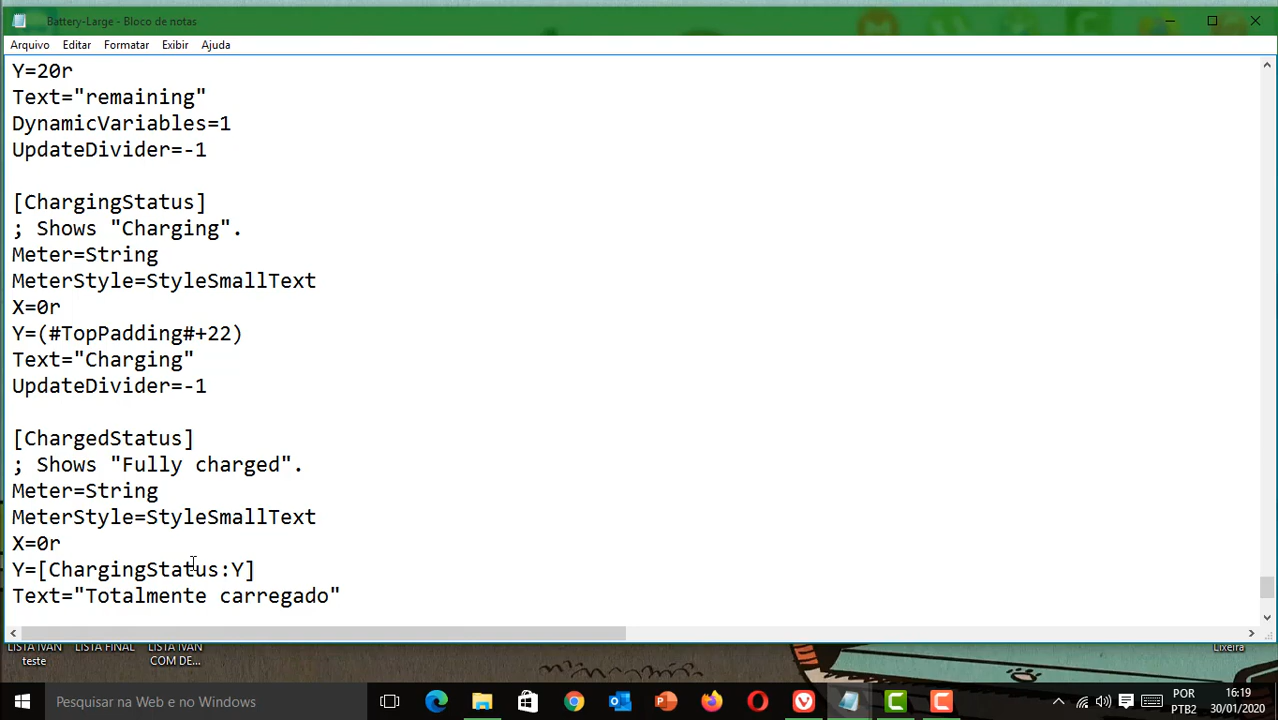 Battery-Large - Bloco de notas
Arquivo Editar Formatar Exibir Ajuda
Y=20r
Text="remaining"
DynamicVariables=1
UpdateDivider=-1
[ChargingStatus]
; Shows "Charging".
Meter=String
MeterStyle=StyleSmallText
X=0r
Y=(#TopPadding#+22)
Text="Charging"
UpdateDivider=-1
[ChargedStatus]
; Shows "Fully charged".
Meter=String
MeterStyle=StyleSmallText
X=0r
Y=[ChargingStatus:Y]
Text="Totalmente carregado"
LISTA IVAN teste
LISTA FINAL
LISTA IVAN COM DE...
Lixeira
Pesquisar na Web e no Windows
POR
PTB2
16:19
30/01/2020